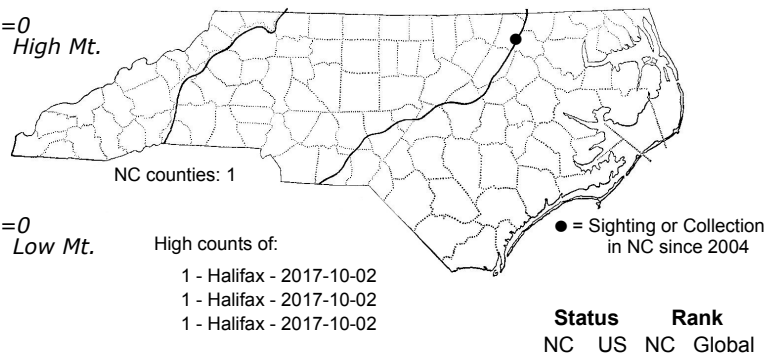 =0
High Mt.
NC counties: 1
=0
Low Mt.
High counts of:
1 - Halifax - 2017-10-02
1 - Halifax - 2017-10-02
1 - Halifax - 2017-10-02
● = Sighting or Collection
in NC since 2004
Status Rank
NC US NC Global